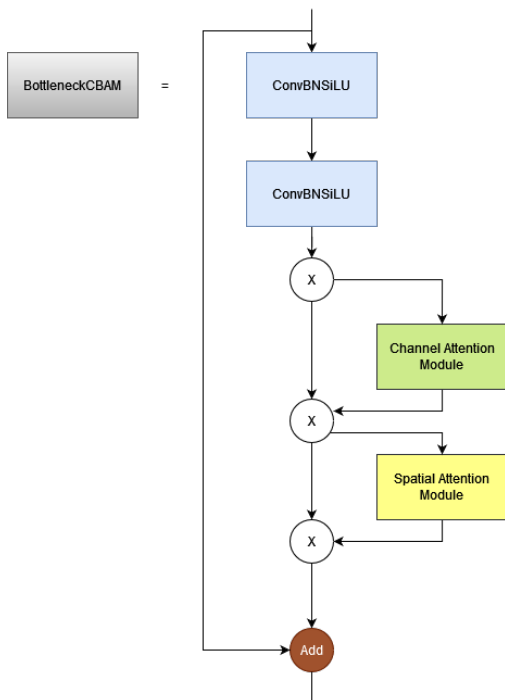 BottleneckCBAM
=
ConvBNSiLU
ConvBNSiLU
X
Channel Attention
Module
X
Spatial Attention
Module
X
Add